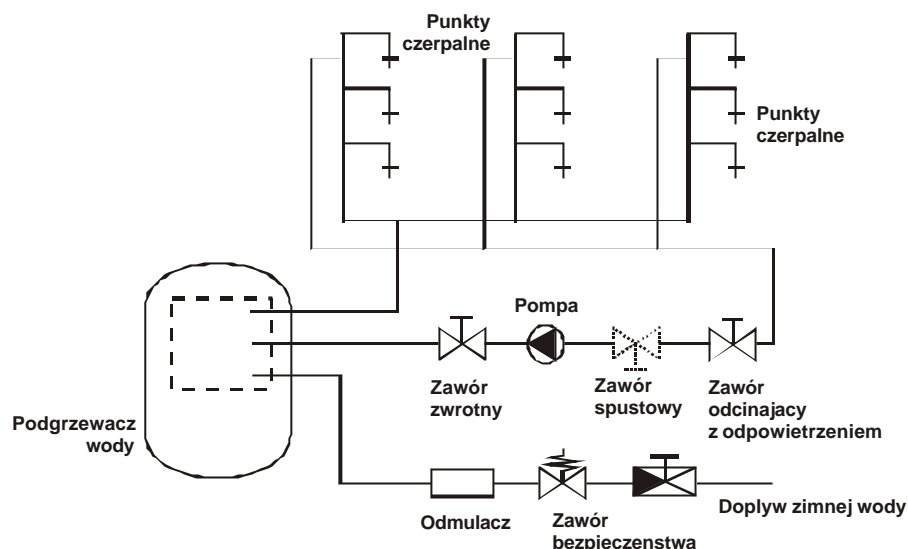 Punkty
czerpalne
Punkty
czerpalne
Pompa
Zawór
zwrotny
Zawór
spustowy
Zawór
odcinajacy
z odpowietrzeniem
Podgrzewacz
wody
Odmulacz
Zawór
bezpieczenstwa
Doplyw zimnej wody